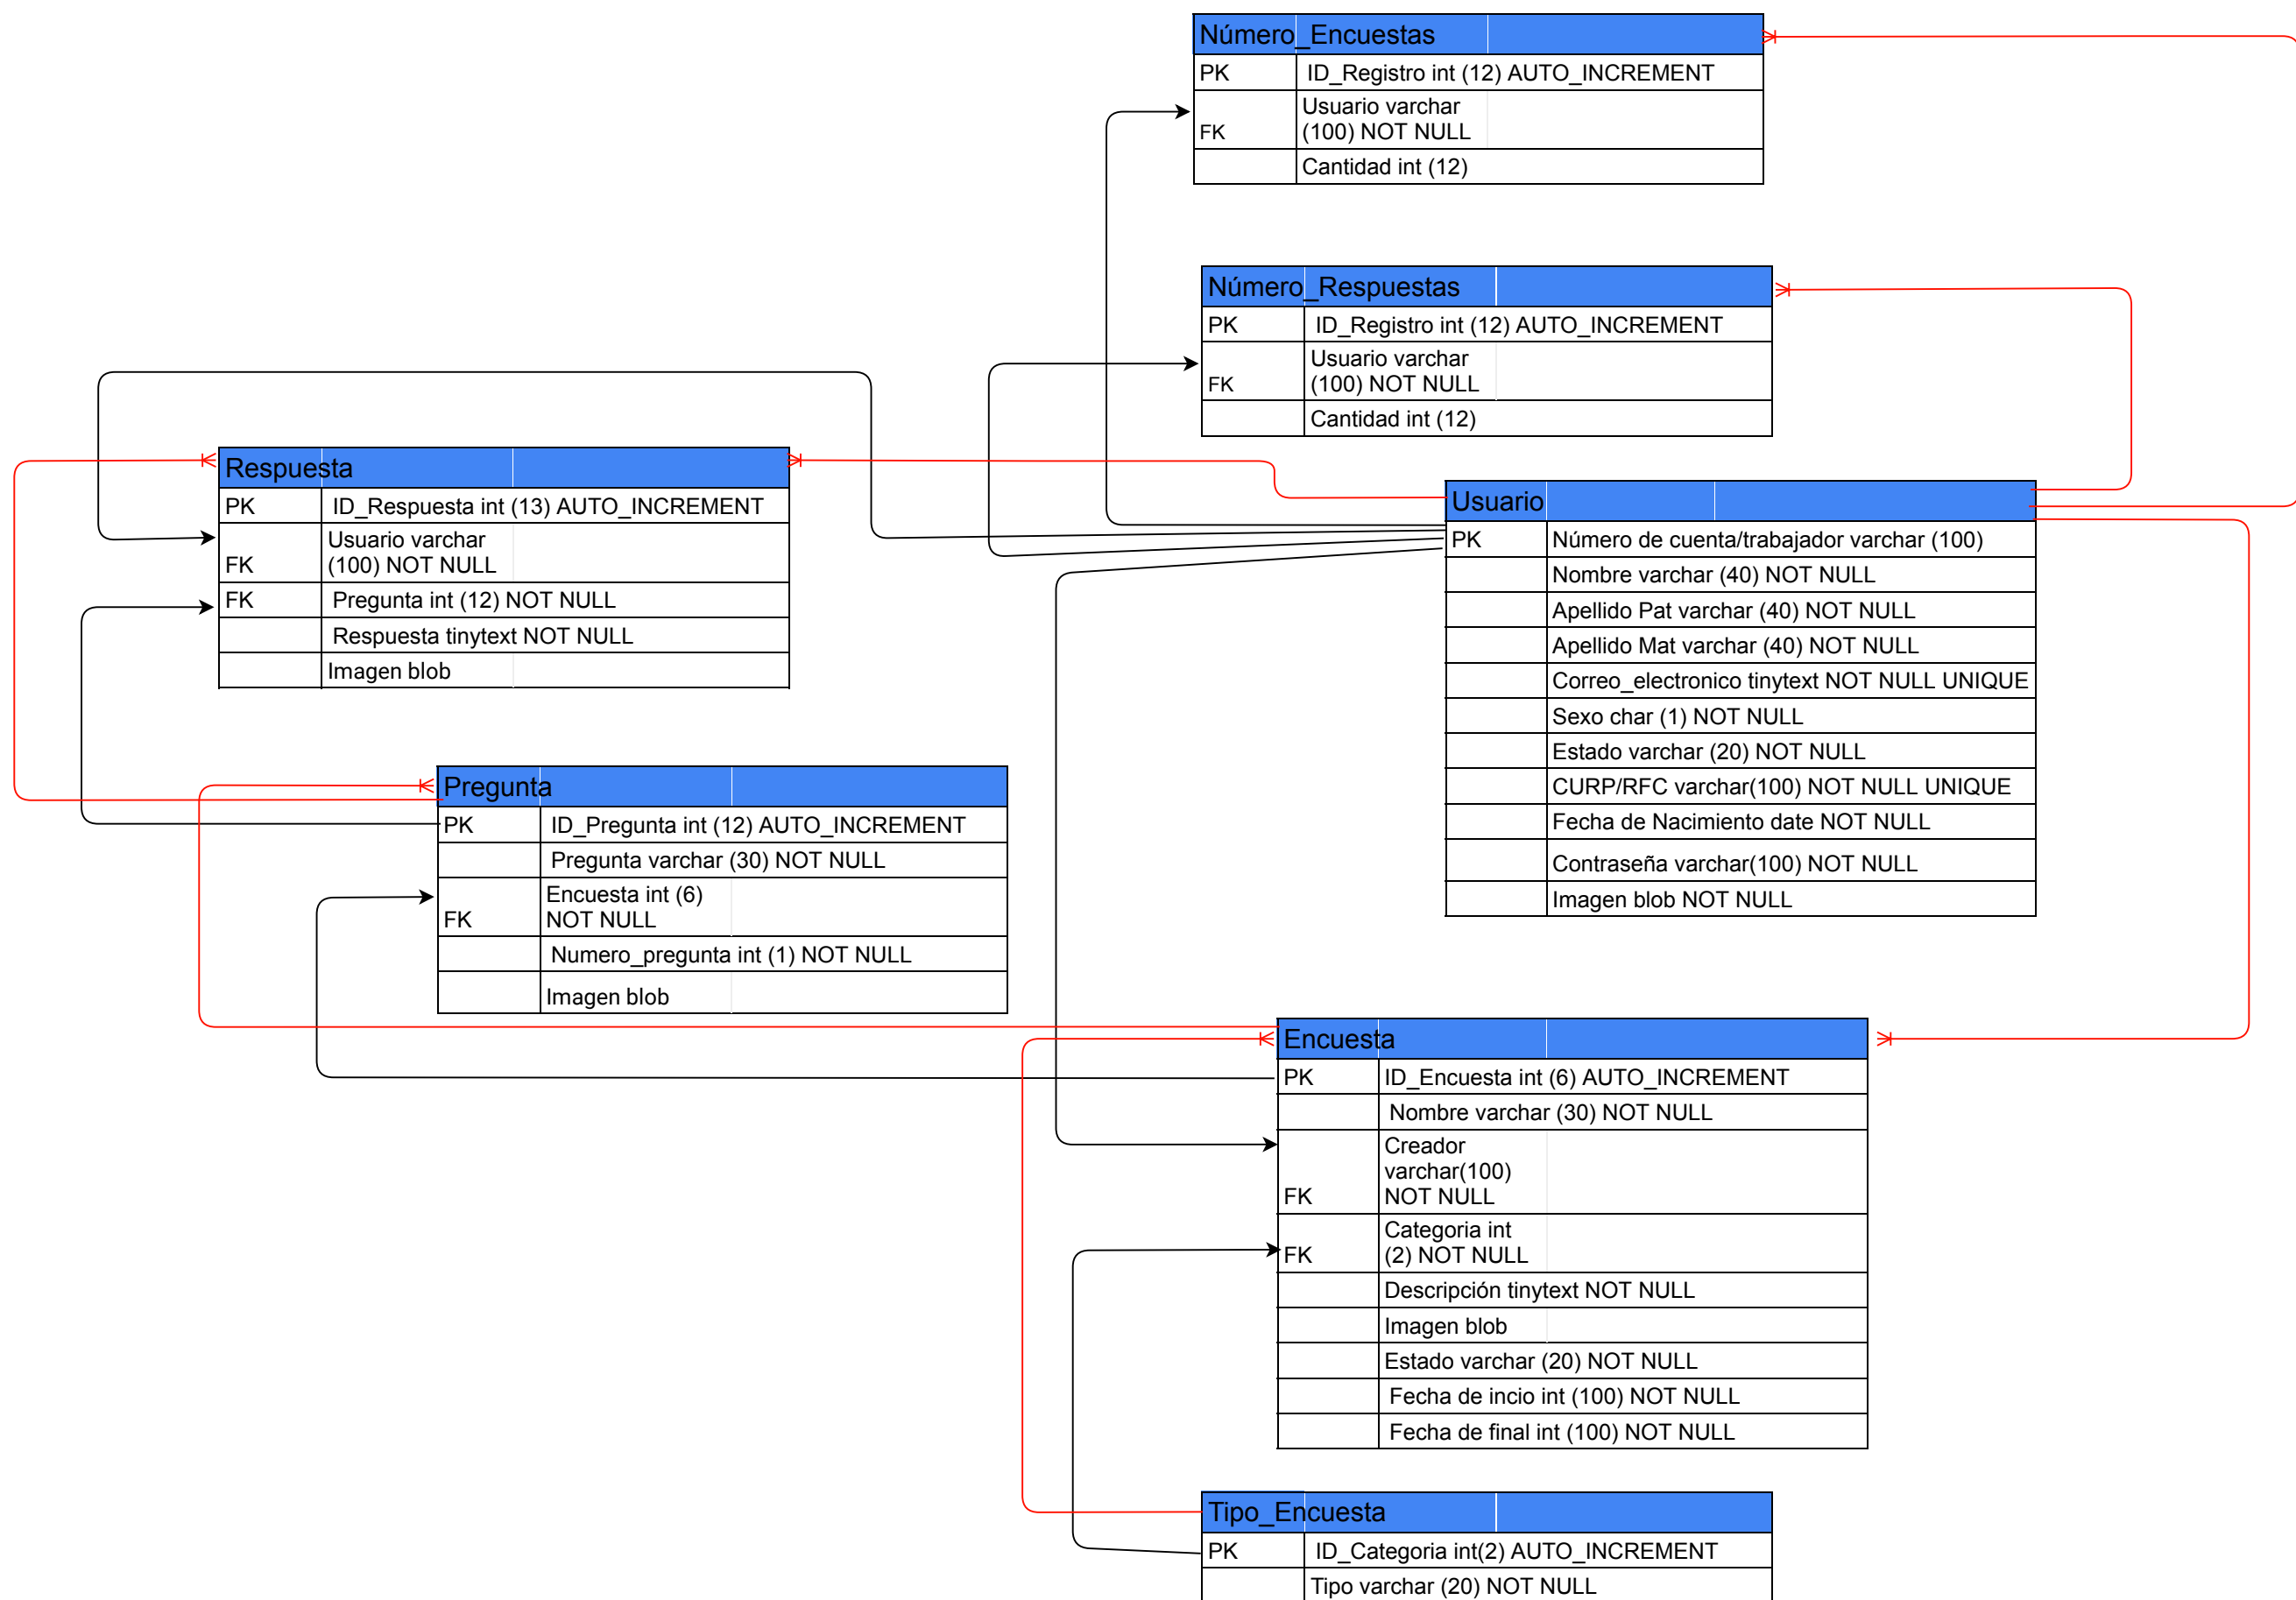 Número_Encuestas
PK ID_Registro int (12) AUTO_INCREMENT
Usuario varchar
FK (100) NOT NULL
Cantidad int (12)
Número_Respuestas
PK ID_Registro int (12) AUTO_INCREMENT
Usuario varchar
FK (100) NOT NULL
Cantidad int (12)
Respuesta
PK ID_Respuesta int (13) AUTO_INCREMENT
Usuario varchar
FK (100) NOT NULL
FK Pregunta int (12) NOT NULL
Respuesta tinytext NOT NULL
Imagen blob
Usuario
PK Número de cuenta/trabajador varchar (100)
Nombre varchar (40) NOT NULL
Apellido Pat varchar (40) NOT NULL
Apellido Mat varchar (40) NOT NULL
Correo_electronico tinytext NOT NULL UNIQUE
Sexo char (1) NOT NULL
Estado varchar (20) NOT NULL
CURP/RFC varchar(100) NOT NULL UNIQUE
Fecha de Nacimiento date NOT NULL
Contraseña varchar(100) NOT NULL
Imagen blob NOT NULL
Pregunta
PK ID_Pregunta int (12) AUTO_INCREMENT
Pregunta varchar (30) NOT NULL
Encuesta int (6)
FK NOT NULL
Numero_pregunta int (1) NOT NULL
Imagen blob
Encuesta
PK ID_Encuesta int (6) AUTO_INCREMENT
Nombre varchar (30) NOT NULL
Creador
varchar(100)
FK NOT NULL
Categoria int
FK (2) NOT NULL
Descripción tinytext NOT NULL
Imagen blob
Estado varchar (20) NOT NULL
Fecha de incio int (100) NOT NULL
Fecha de final int (100) NOT NULL
Tipo_Encuesta
PK ID_Categoria int(2) AUTO_INCREMENT
Tipo varchar (20) NOT NULL